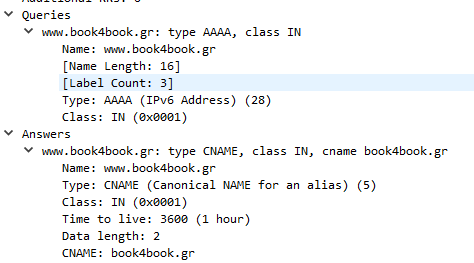 Queries
www.book4book.gr: type AAAA, class IN
Name: www.book4book.gr
[Name Length: 16]
[Label Count: 3]
Type: AAAA (IPv6 Address) (28)
Class: IN (0x0001)
Answers
www.book4book.gr: type CNAME, class IN, cname book4book.gr
Name: www.book4book.gr
Type: CNAME (Canonical NAME for an alias) (5)
Class: IN (0x0001)
Time to live: 3600 (1 hour)
Data length: 2
CNAME: book4book.gr